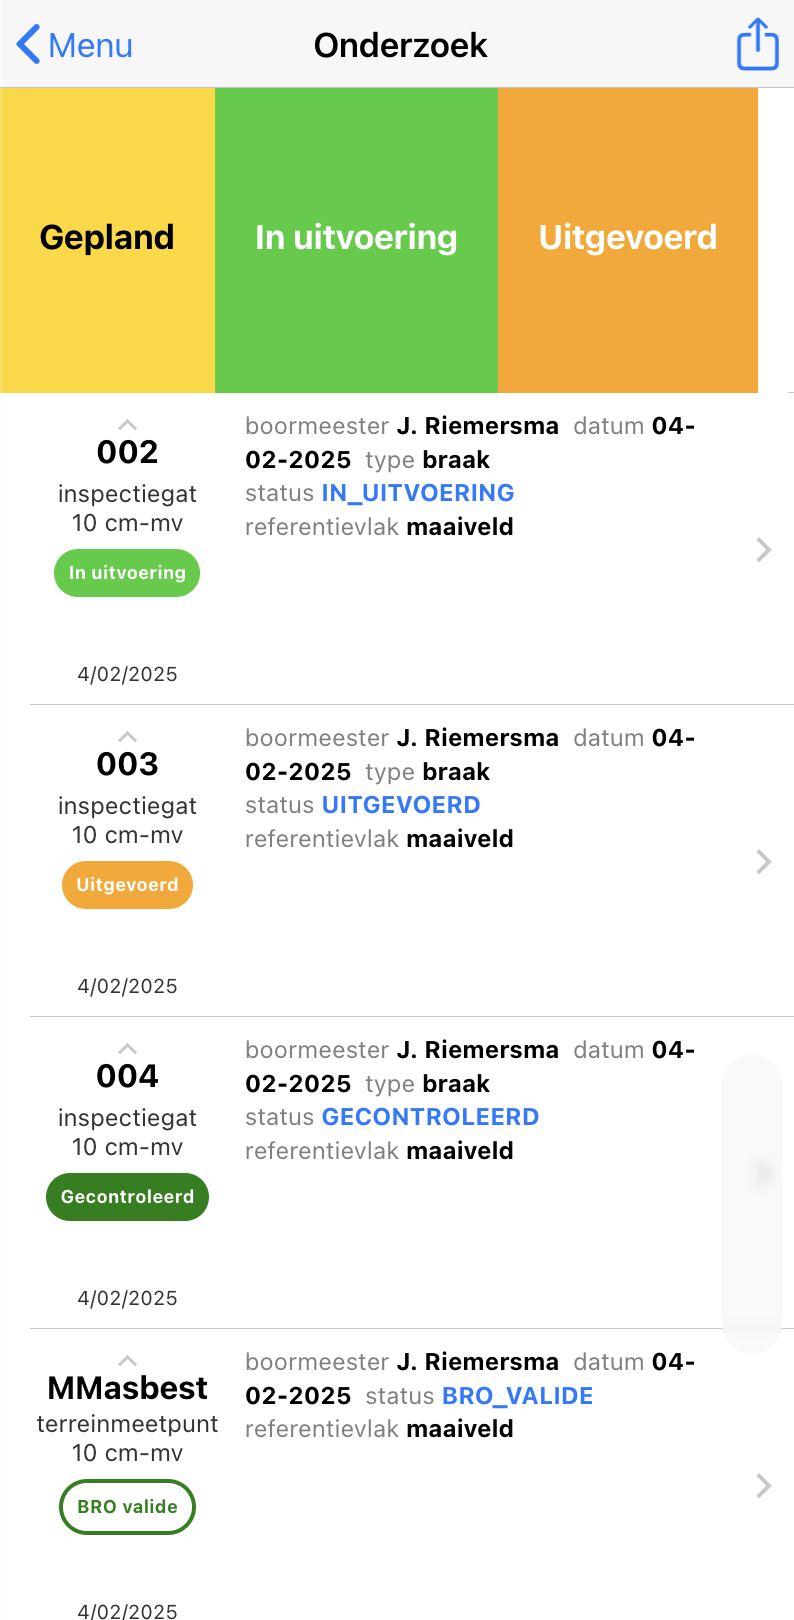 Menu
Onderzoek
Gepland
In uitvoering
Uitgevoerd
002
inspectiegat
10 cm-mv
In uitvoering
4/02/2025
boormeester J. Riemersma datum 04-
02-2025 type braak
status IN_UITVOERING
referentievlak maaiveld
003
inspectiegat
10 cm-mv
Uitgevoerd
4/02/2025
boormeester J. Riemersma datum 04-
02-2025 type braak
status UITGEVOERD
referentievlak maaiveld
004
inspectiegat
10 cm-mv
Gecontroleerd
4/02/2025
boormeester J. Riemersma datum 04-
02-2025 type braak
status GECONTROLEERD
referentievlak maaiveld
MMasbest
terreinmeetpunt
10 cm-mv
BRO valide
4/02/2025
boormeester J. Riemersma datum 04-
02-2025 status BRO_VALIDE
referentievlak maaiveld